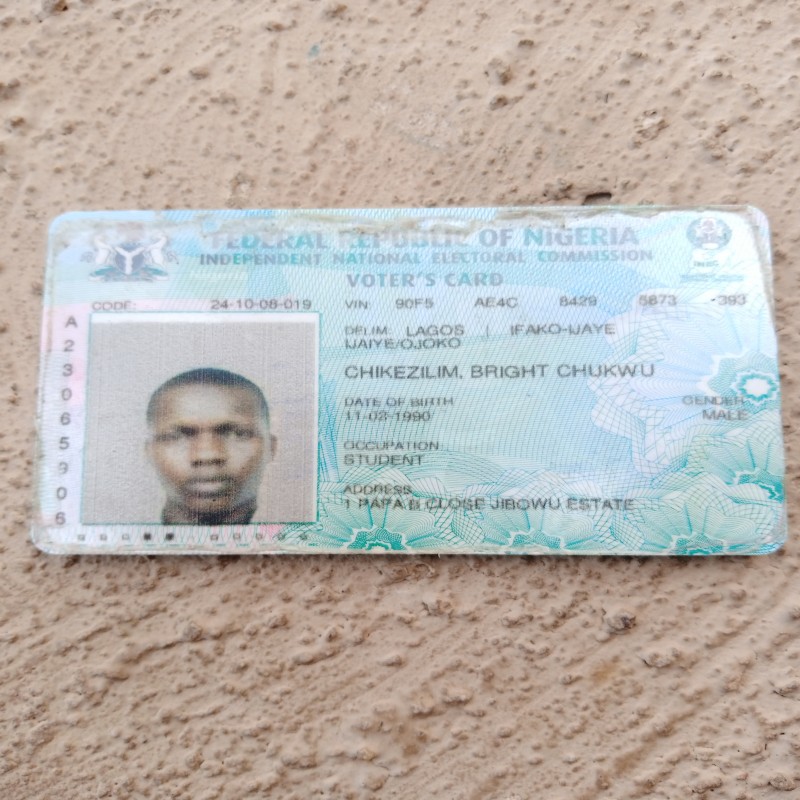 FEDERAL REPUBLIC OF NIGERIA
INDEPENDENT NATIONAL ELECTORAL COMMISSION
VOTER'S CARD
CODE: 24-10-08-019 VIN: 90F5 AE4C 8429 5873 -393
DELIM: LAGOS | IFAKO-IJAYE
IJAIYE/OJOKO
CHIKEZILIM, BRIGHT CHUKWU
DATE OF BIRTH
11-03-1990
GENDER
MALE
OCCUPATION
STUDENT
ADDRESS
1 PAPA B CLOSE JIBOWU ESTATE
A
2
3
0
6
5
9
0
6